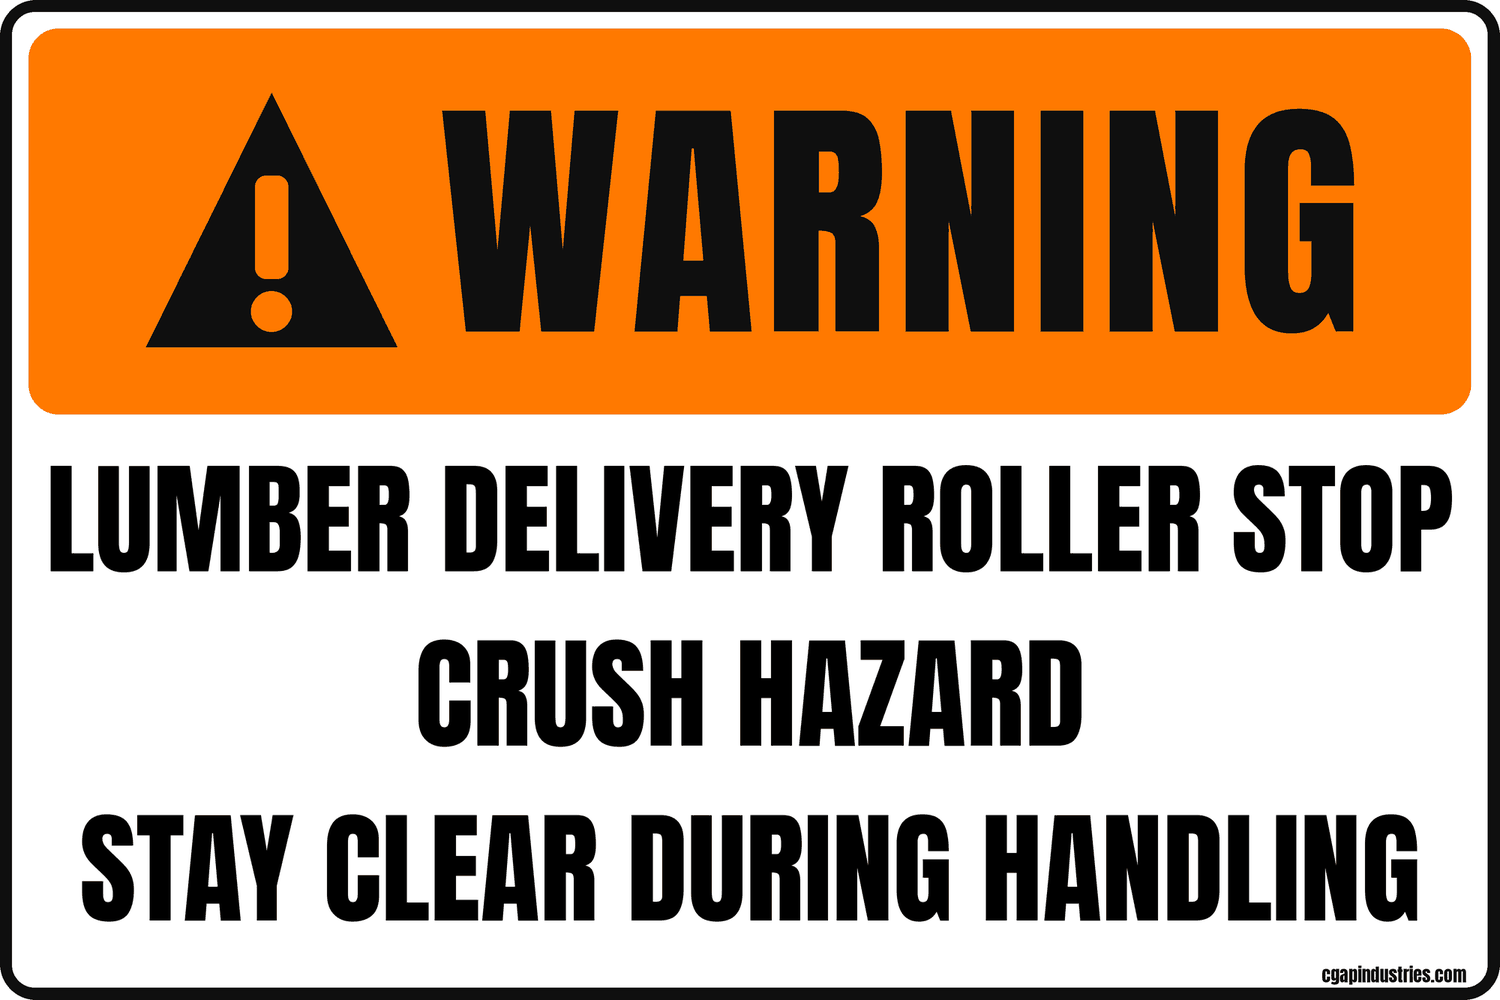 WARNING
LUMBER DELIVERY ROLLER STOP
CRUSH HAZARD
STAY CLEAR DURING HANDLING
cgapindustries.com